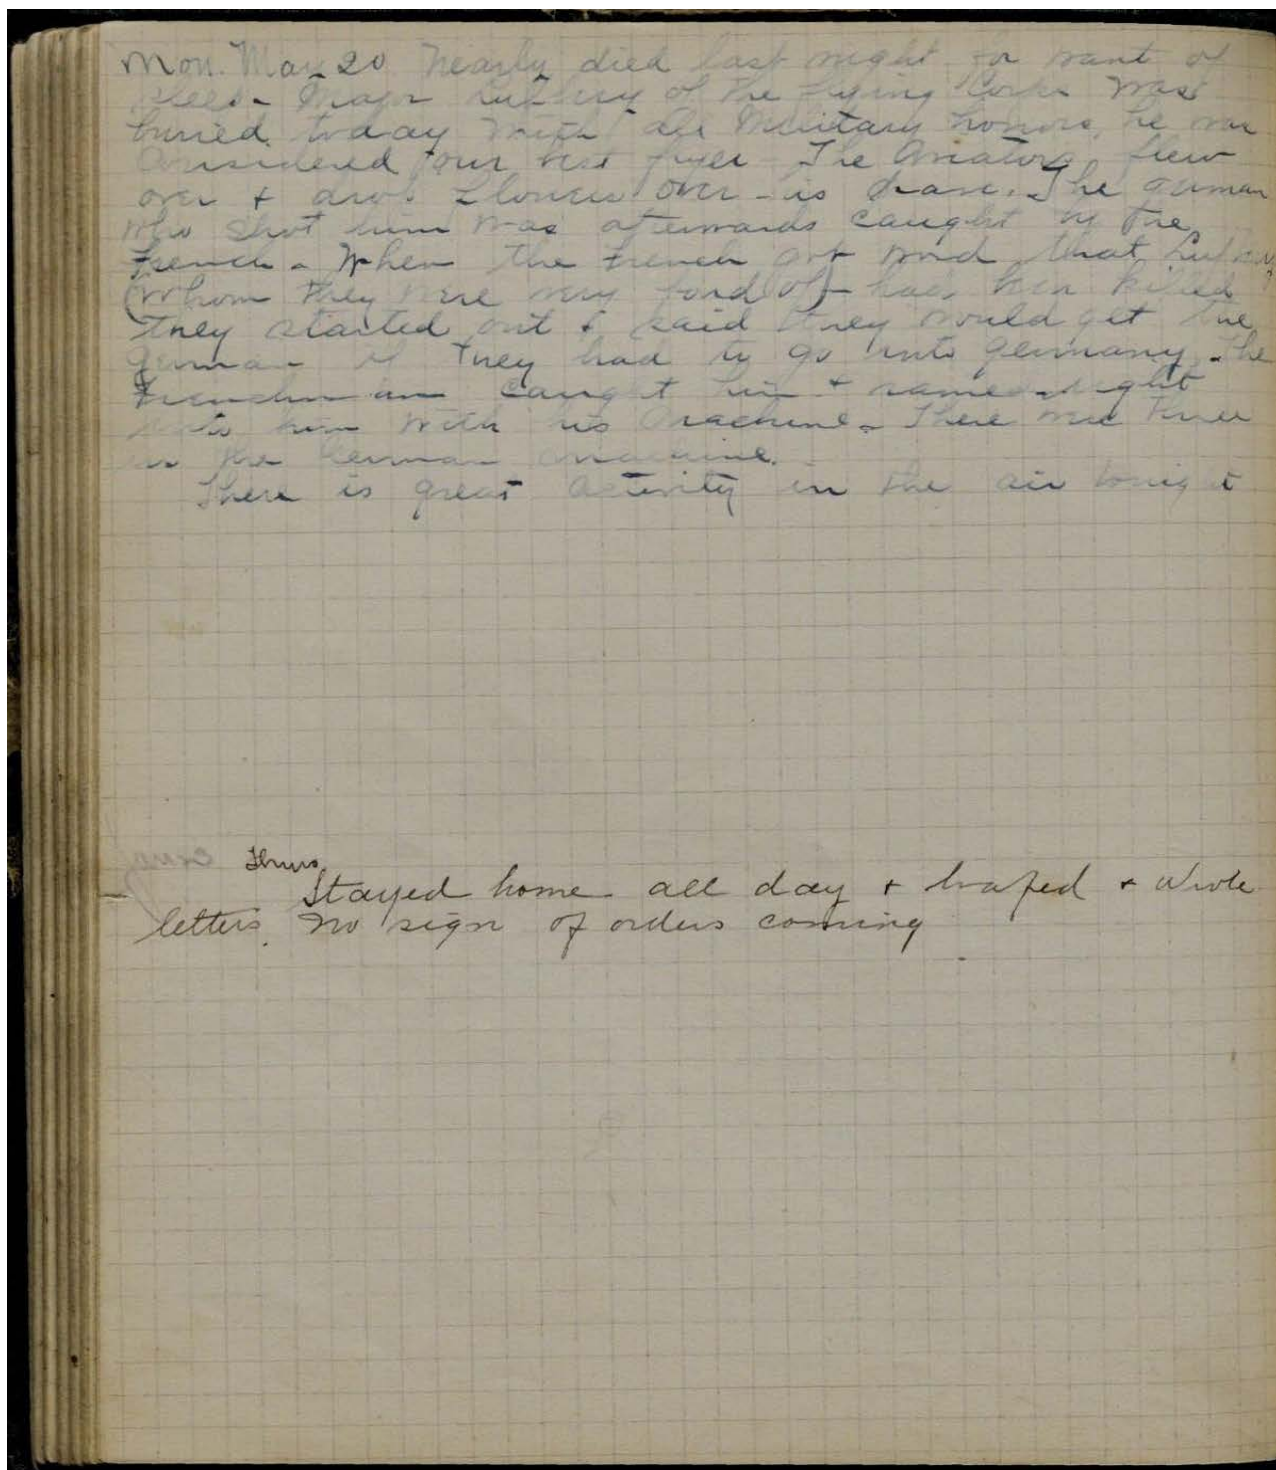 Mon. May 20 Nearly died last night for want of
sleep. Major Lufbery of the Flying Corps was
buried today with all Military honors, he was
considered our best flyer. The Aviators flew
over & drop flowers over his grave. The German
who shot him was afterwards caught by the
French. When the French got word that Lufbery
(whom they were very fond of) had been killed
they started out & said they would get the
German if they had to go into Germany. The
Frenchman caught him & same night
him with his machine. There were three
in the German machine.
There is great activity in the air tonight
Thurs
Stayed home all day & loafed & wrote
letters. No sign of orders coming